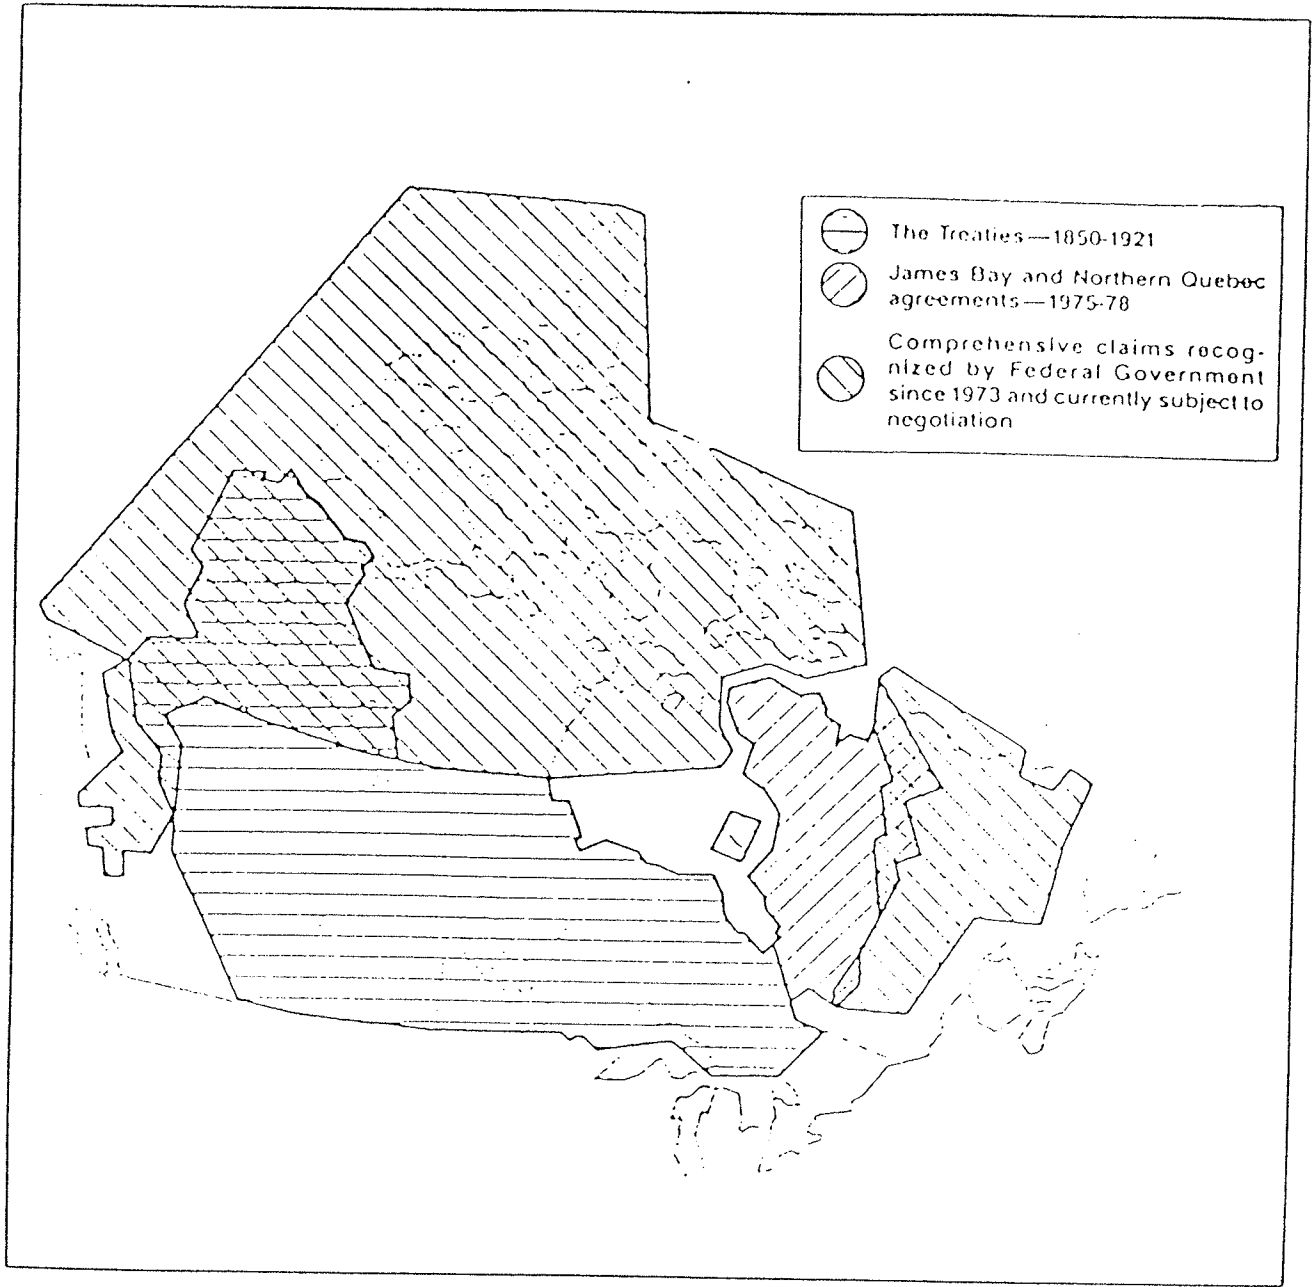 The Treaties—1850-1921
James Bay and Northern Quebec
agreements—1975-78
Comprehensive claims recog-
nized by Federal Government
since 1973 and currently subject to
negotiation